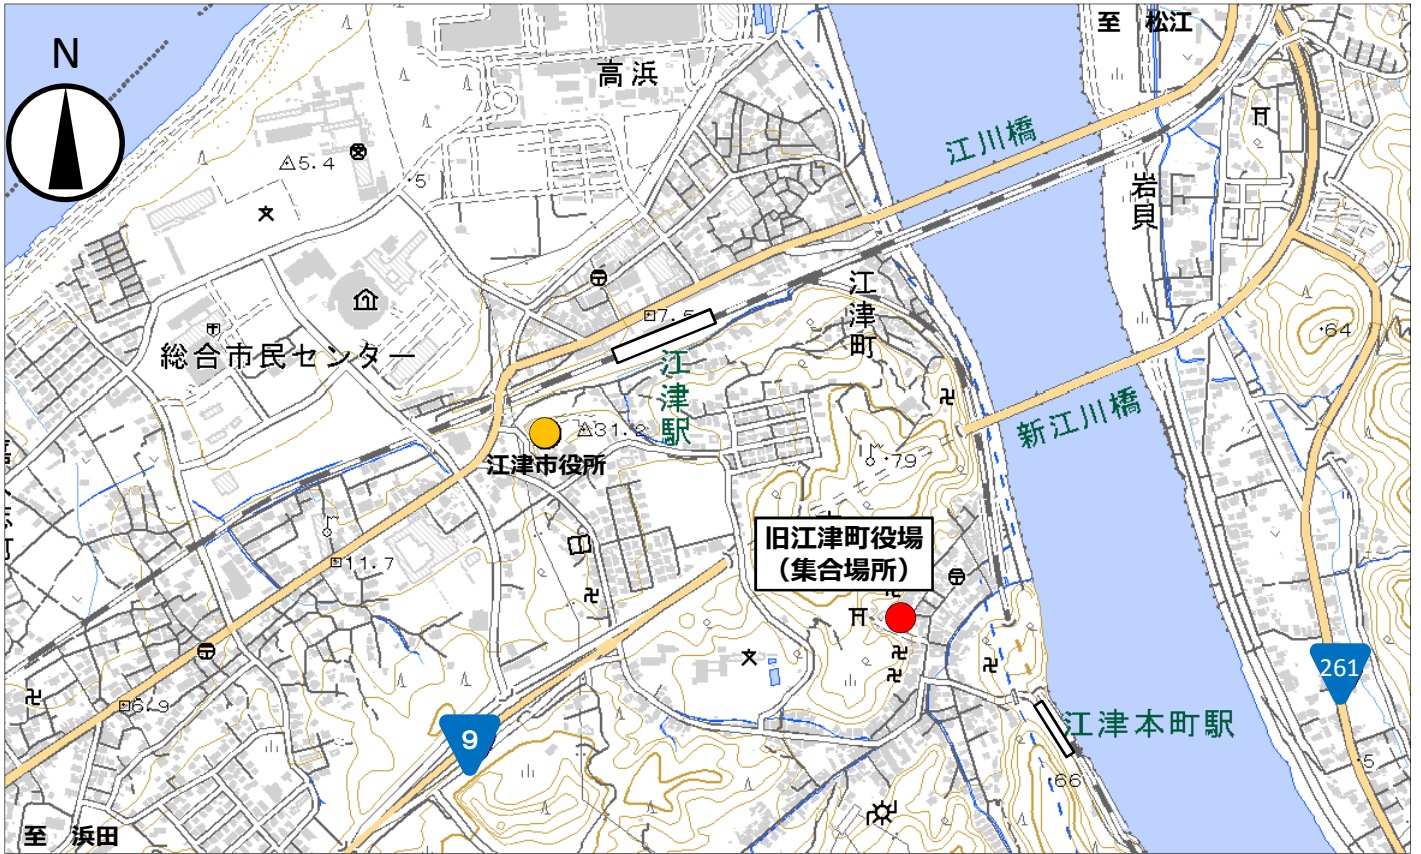 N
至 松江
高浜
江川橋
5.4
5
岩貝
江津町
7.5
総合市民センター
江津駅
64
新江川橋
31.2
79
江津市役所
旧江津町役場
（集合場所）
11.7
261
6.9
9
江津本町駅
5
66
至 浜田